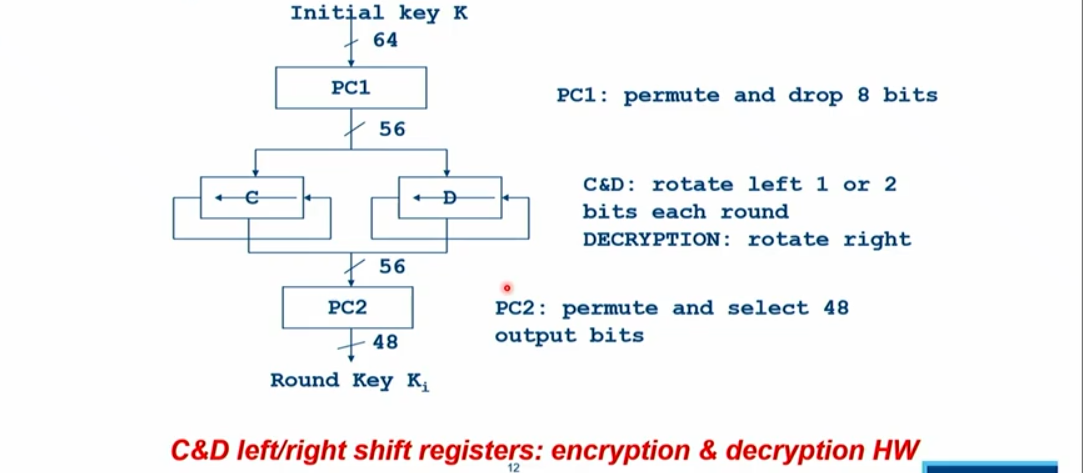 Initial key K
64
PC1
PC1: permute and drop 8 bits
56
C
D
C&D: rotate left 1 or 2
bits each round
DECRYPTION: rotate right
56
PC2
PC2: permute and select 48
output bits
48
Round Key Ki
C&D left/right shift registers: encryption & decryption HW
12